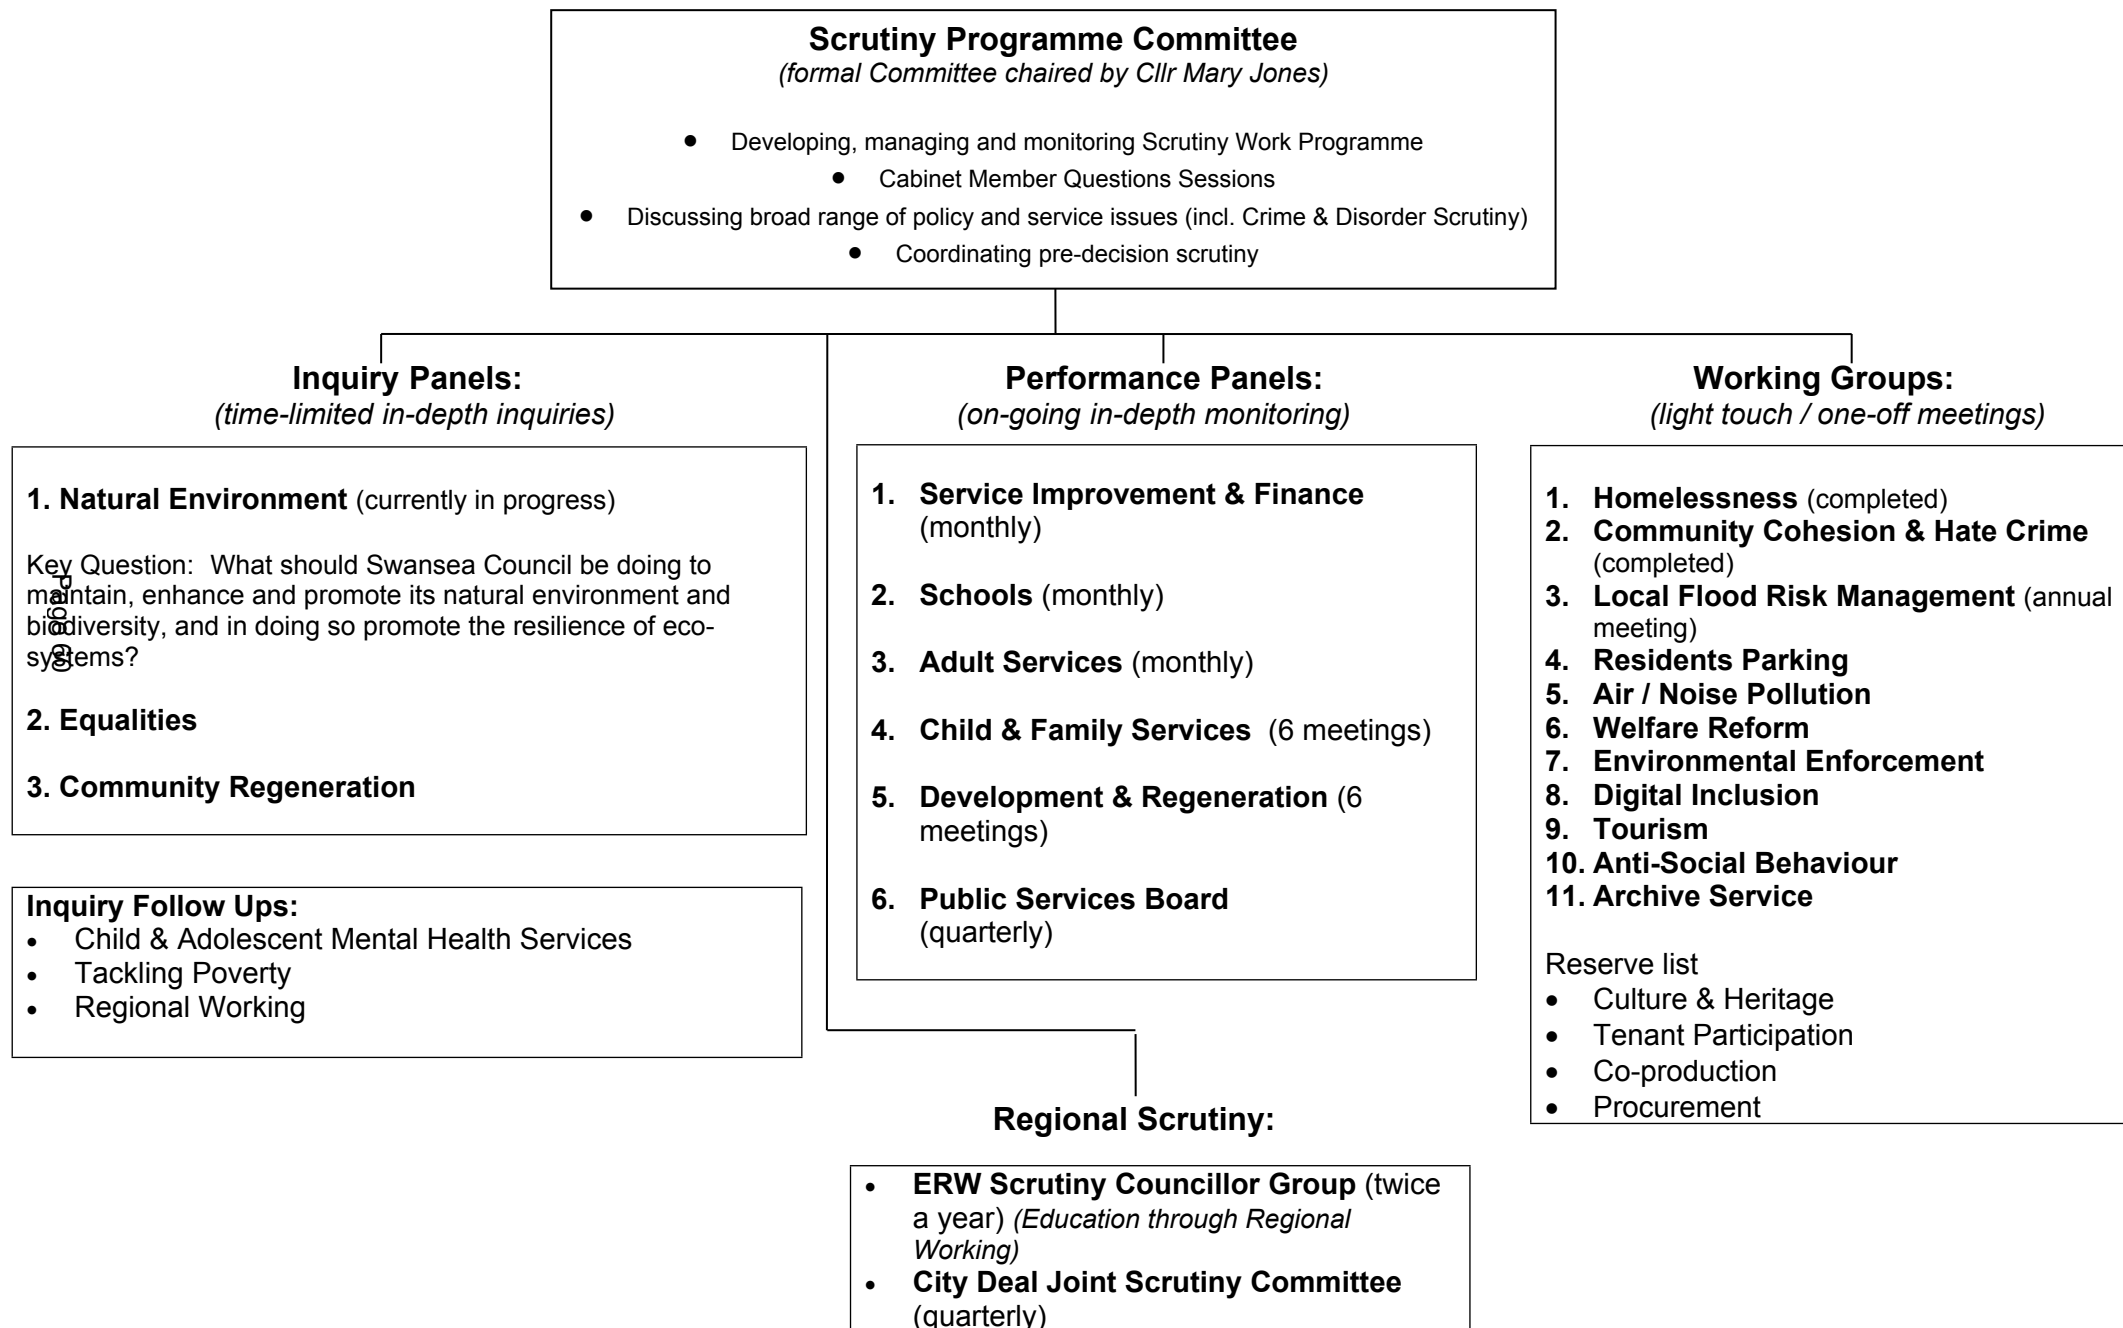 Scrutiny Programme Committee
(formal Committee chaired by Cllr Mary Jones)
• Developing, managing and monitoring Scrutiny Work Programme
• Cabinet Member Questions Sessions
• Discussing broad range of policy and service issues (incl. Crime & Disorder Scrutiny)
• Coordinating pre-decision scrutiny
Inquiry Panels:
(time-limited in-depth inquiries)
1. Natural Environment (currently in progress)
Key Question: What should Swansea Council be doing to
maintain, enhance and promote its natural environment and
biodiversity, and in doing so promote the resilience of eco-
systems?
2. Equalities
3. Community Regeneration
Page 60
Inquiry Follow Ups:
• Child & Adolescent Mental Health Services
• Tackling Poverty
• Regional Working
Performance Panels:
(on-going in-depth monitoring)
1. Service Improvement & Finance
(monthly)
2. Schools (monthly)
3. Adult Services (monthly)
4. Child & Family Services (6 meetings)
5. Development & Regeneration (6
meetings)
6. Public Services Board
(quarterly)
Regional Scrutiny:
• ERW Scrutiny Councillor Group (twice
a year) (Education through Regional
Working)
• City Deal Joint Scrutiny Committee
(quarterly)
Working Groups:
(light touch / one-off meetings)
1. Homelessness (completed)
2. Community Cohesion & Hate Crime
(completed)
3. Local Flood Risk Management (annual
meeting)
4. Residents Parking
5. Air / Noise Pollution
6. Welfare Reform
7. Environmental Enforcement
8. Digital Inclusion
9. Tourism
10. Anti-Social Behaviour
11. Archive Service
Reserve list
• Culture & Heritage
• Tenant Participation
• Co-production
• Procurement